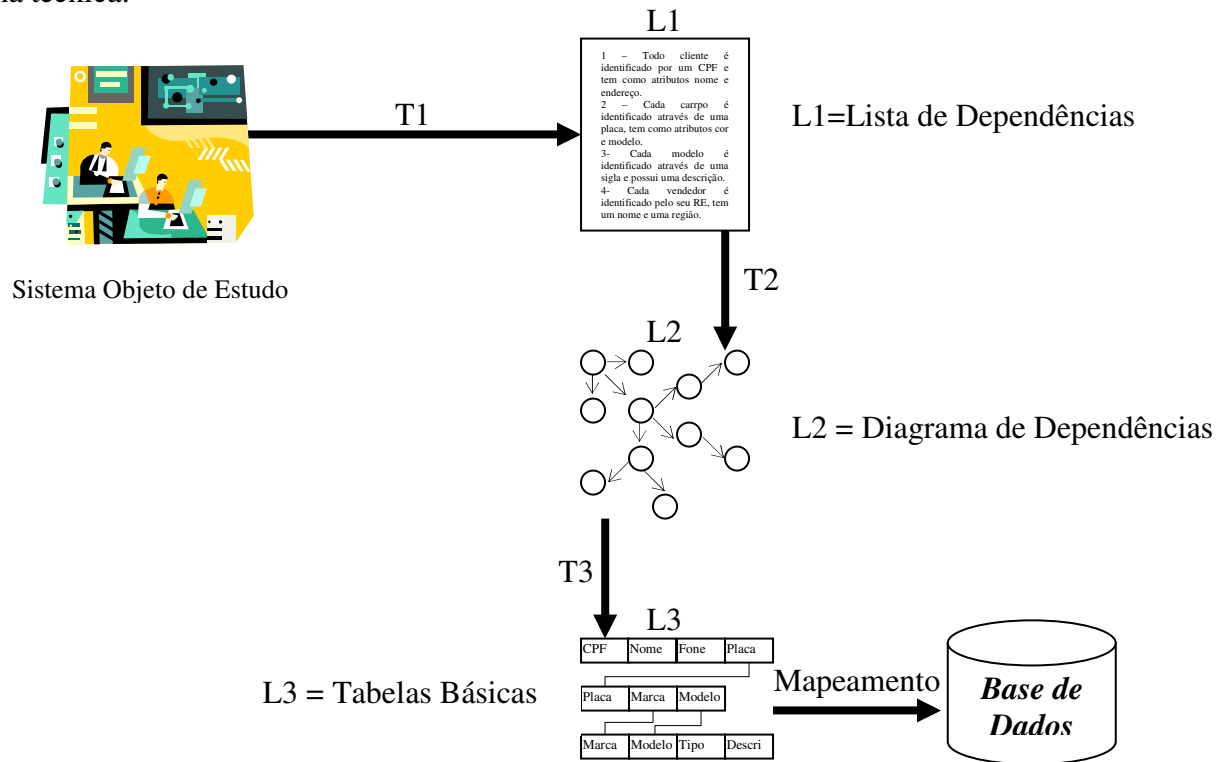 na técnica.
L1
1 – Todo cliente é
identificado por um CPF e
tem como atributos nome e
endereço.
2 – Cada carrpo é
identificado através de uma
placa, tem como atributos cor
e modelo.
3- Cada modelo é
identificado através de uma
sigla e possui uma descrição.
4- Cada vendedor é
identificado pelo seu RE, tem
um nome e uma região.
T1
L1=Lista de Dependências
Sistema Objeto de Estudo
T2
L2
L2 = Diagrama de Dependências
T3
L3
CPF Nome Fone Placa
L3 = Tabelas Básicas
Placa Marca Modelo
Marca Modelo Tipo Descri
Mapeamento
Base de
Dados